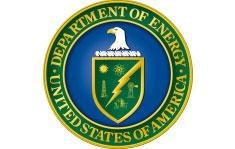 DEPARTMENT OF ENERGY
UNITED STATES OF AMERICA